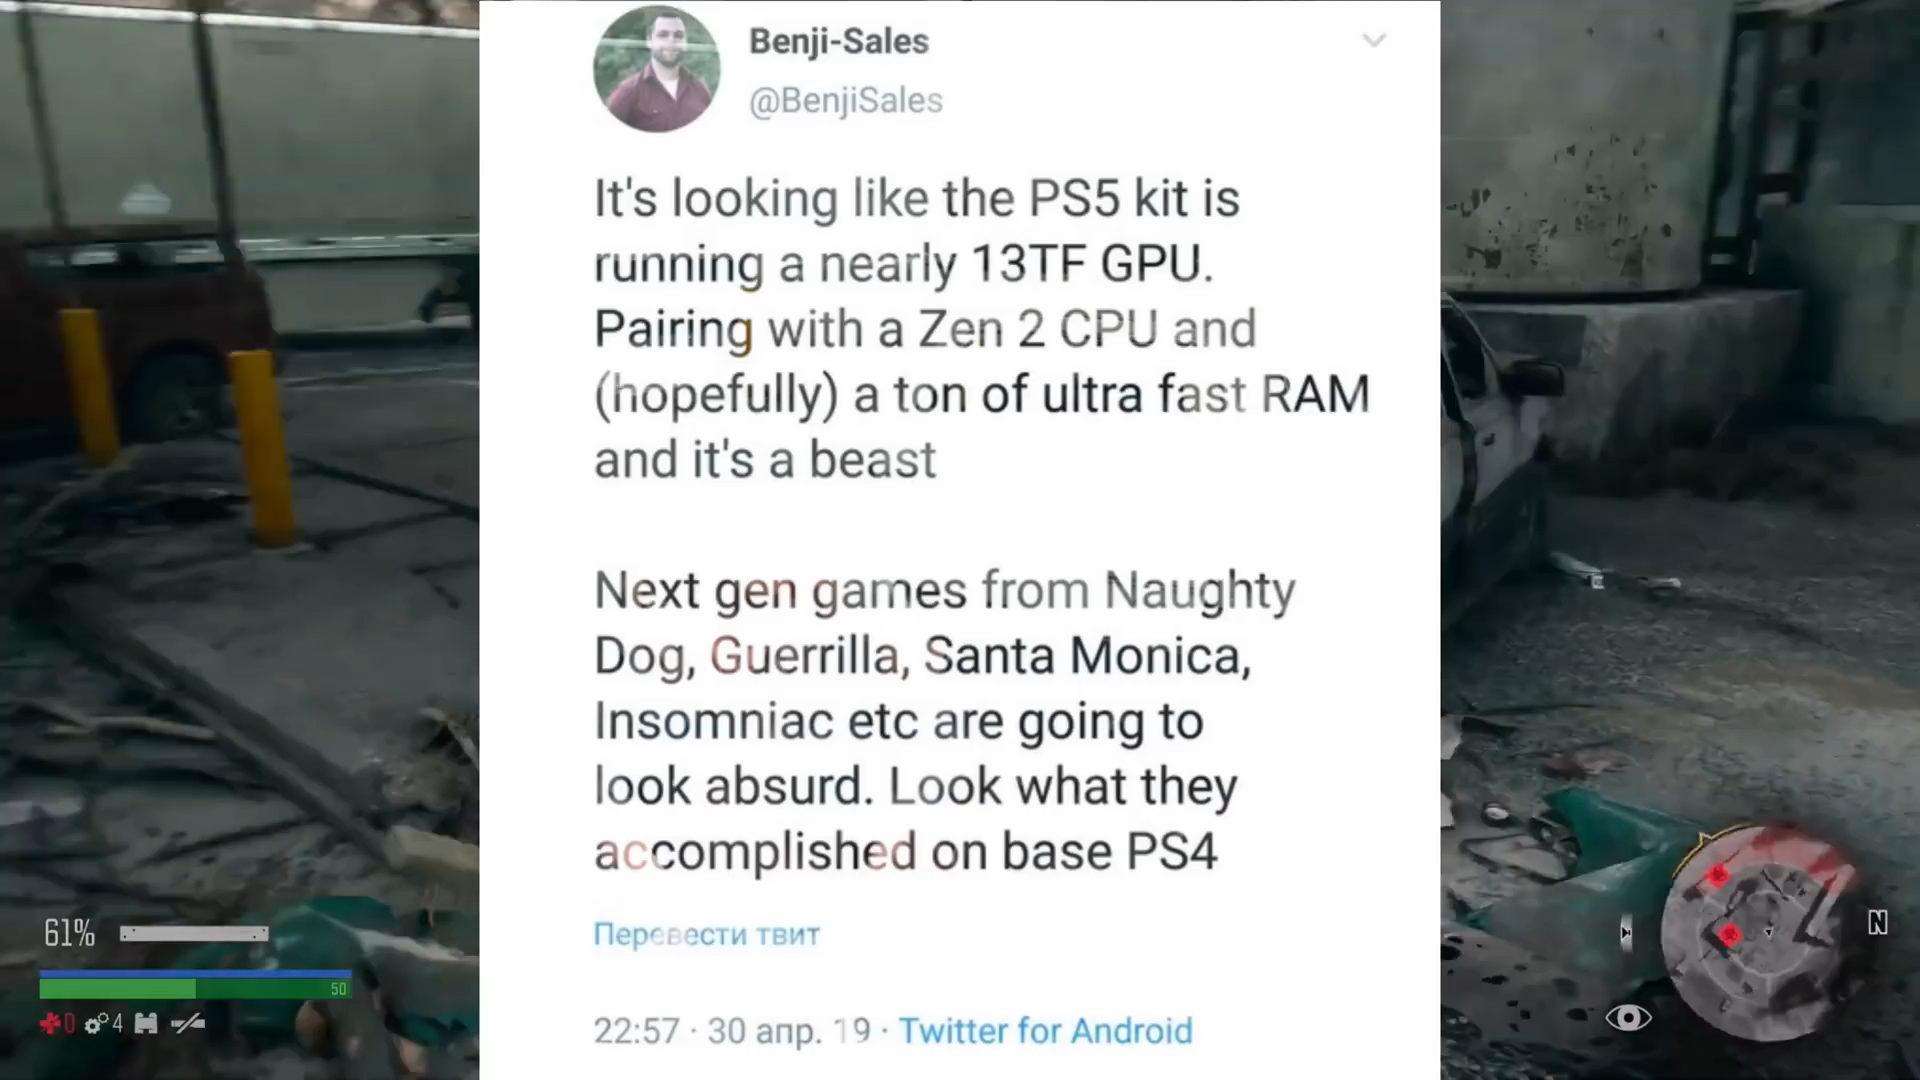 Benji-Sales
@BenjiSales
It's looking like the PS5 kit is
running a nearly 13TF GPU.
Pairing with a Zen 2 CPU and
(hopefully) a ton of ultra fast RAM
and it's a beast
Next gen games from Naughty
Dog, Guerrilla, Santa Monica,
Insomniac etc are going to
look absurd. Look what they
accomplished on base PS4
Перевести твит
22:57 · 30 апр. 19 · Twitter for Android
61%
50
0 4
N